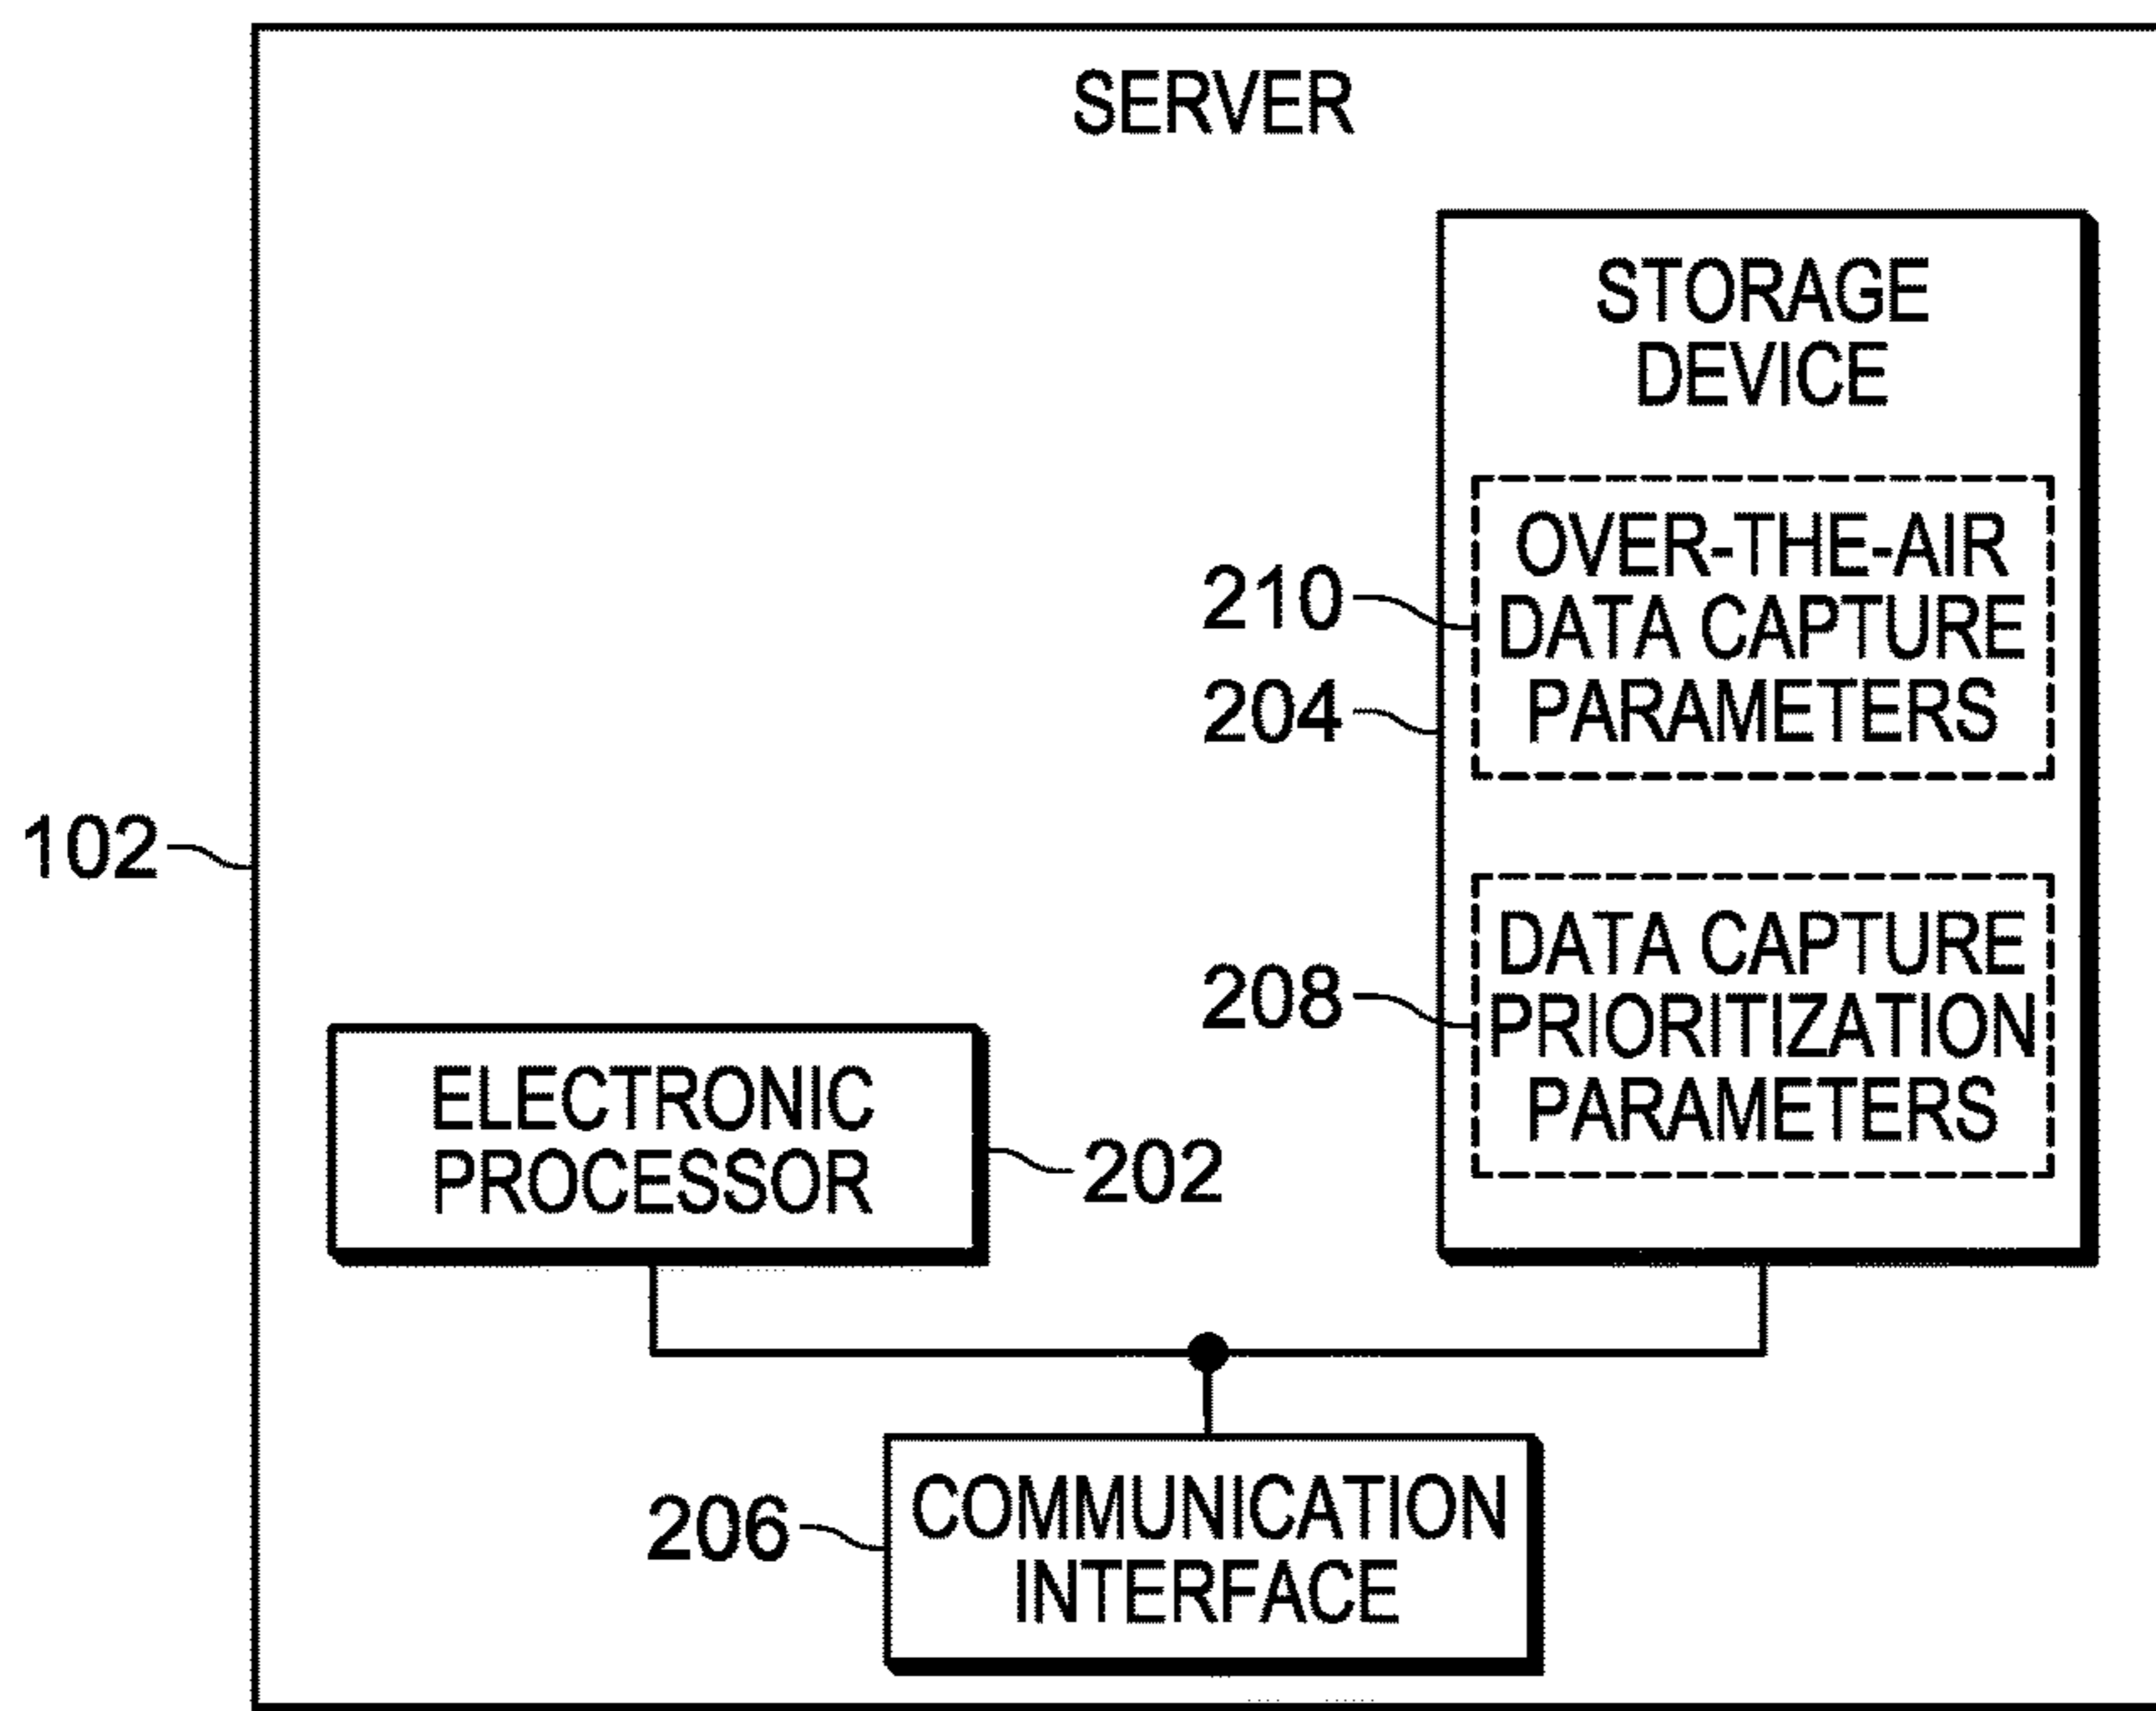 SERVER
STORAGE
DEVICE
OVER-THE-AIR
DATA CAPTURE
PARAMETERS
210
204
102
DATA CAPTURE
PRIORITIZATION
PARAMETERS
208
ELECTRONIC
PROCESSOR
202
COMMUNICATION
INTERFACE
206